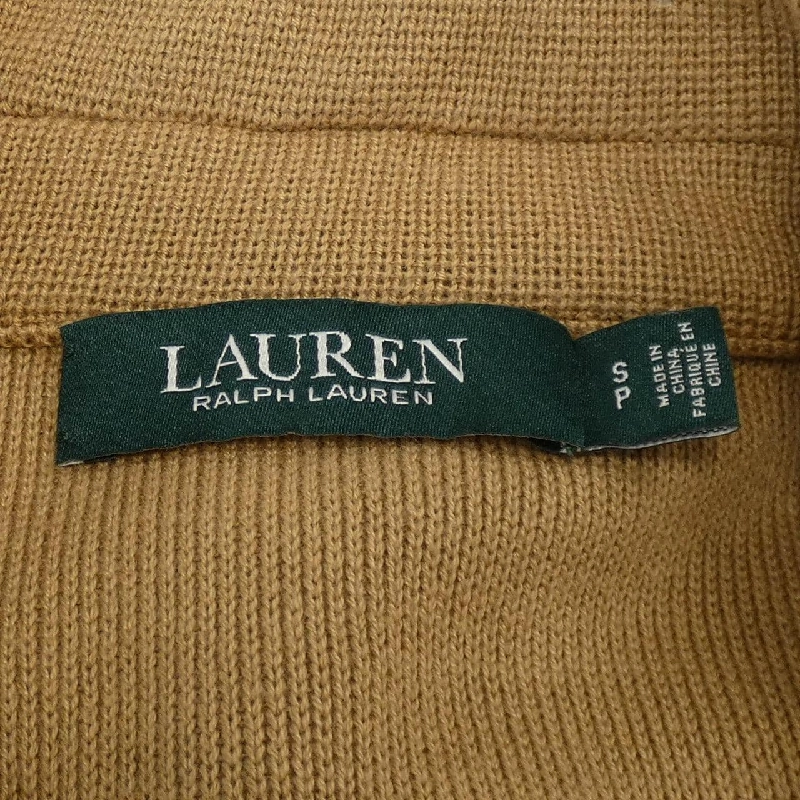 LAUREN
RALPH LAUREN
S
P
MADE IN
CHINA
FABRIQUE EN
CHINE